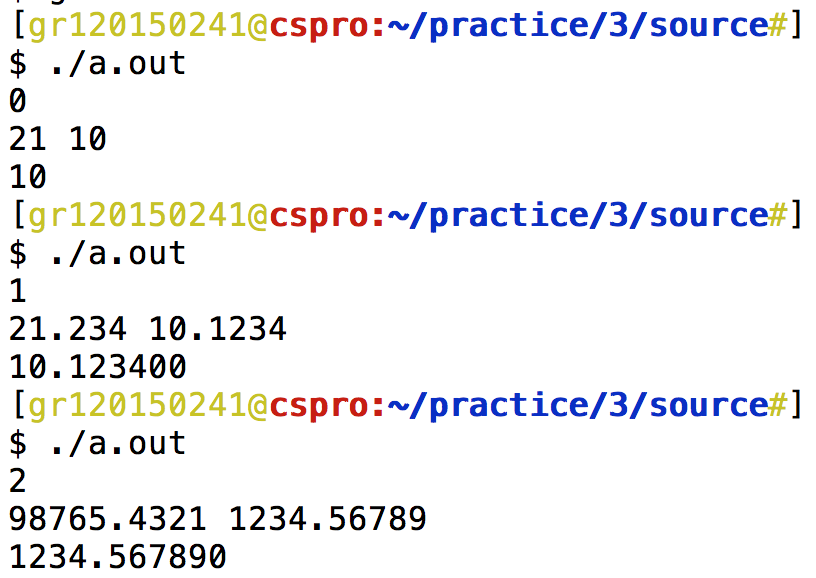 [gr120150241@cspro:~/practice/3/source#]
$ ./a.out
0
21 10
10
[gr120150241@cspro:~/practice/3/source#]
$ ./a.out
1
21.234 10.1234
10.123400
[gr120150241@cspro:~/practice/3/source#]
$ ./a.out
2
98765.4321 1234.56789
1234.567890